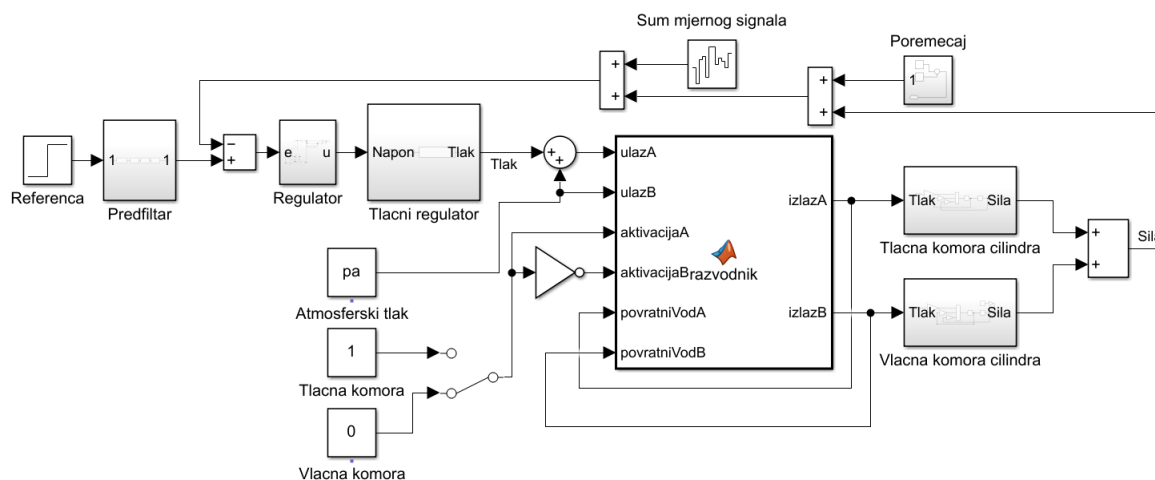 Sum mjernog signala
Poremecaj
+
+
+
+
1
−
+
Referenca
1
1
Predfiltar
e
u
Regulator
Napon
Tlak
Tlacni regulator
Tlak
+
+
ulazA
ulazB
aktivacijaA
aktivacijaB
povratniVodA
povratniVodB
razvodnik
izlazA
izlazB
Tlak
Sila
Tlacna komora cilindra
Tlak
Sila
Vlacna komora cilindra
+
+
pa
Atmosferski tlak
1
Tlacna komora
0
Vlacna komora